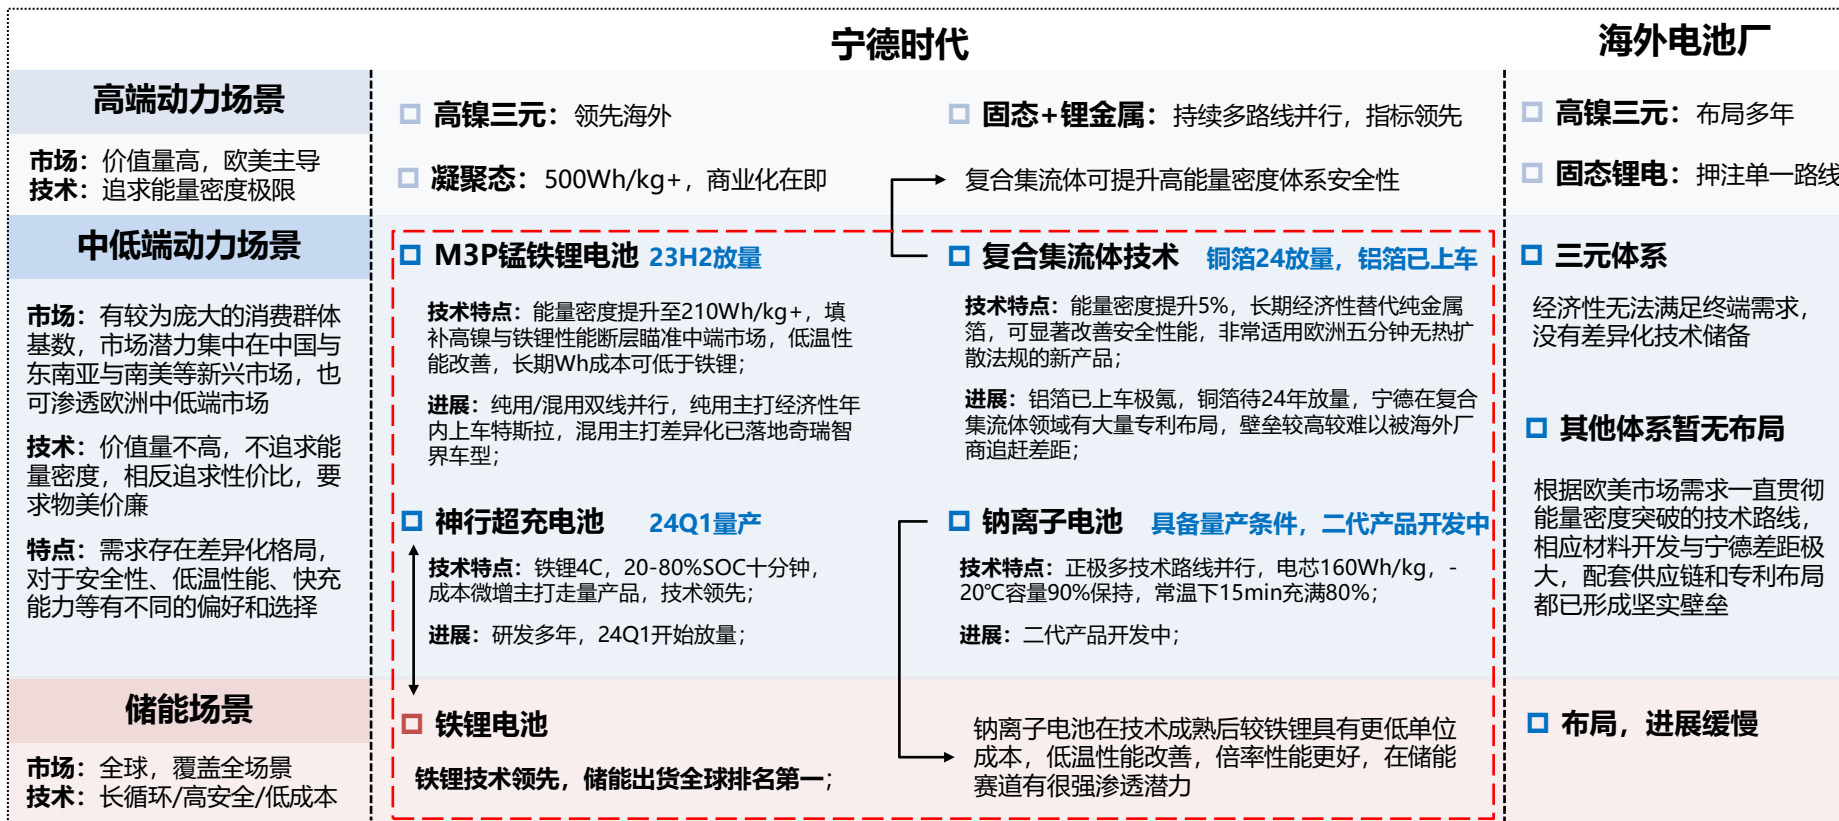 宁德时代
海外电池厂
高端动力场景
市场：价值量高，欧美主导
技术：追求能量密度极限
高镍三元：领先海外
固态+锂金属：持续多路线并行，指标领先
凝聚态：500Wh/kg+，商业化在即
复合集流体可提升高能量密度体系安全性
高镍三元：布局多年
固态锂电：押注单一路线
中低端动力场景
市场：有较为庞大的消费群体
基数，市场潜力集中在中国与
东南亚与南美等新兴市场，也
可渗透欧洲中低端市场
技术：价值量不高，不追求能
量密度，相反追求性价比，要
求物美价廉
特点：需求存在差异化格局，
对于安全性、低温性能、快充
能力等有不同的偏好和选择
M3P锰铁锂电池 23H2放量
技术特点：能量密度提升至210Wh/kg+，填
补高镍与铁锂性能断层瞄准中端市场，低温性
能改善，长期Wh成本可低于铁锂；
进展：纯用/混用双线并行，纯用主打经济性年
内上车特斯拉，混用主打差异化已落地奇瑞智
界车型；
复合集流体技术 铜箔24放量，铝箔已上车
技术特点：能量密度提升5%，长期经济性替代纯金属
箔，可显著改善安全性能，非常适用欧洲五分钟无热扩
散法规的新产品；
进展：铝箔已上车极氪，铜箔待24年放量，宁德在复合
集流体领域有大量专利布局，壁垒较高较难以被海外厂
商追赶差距；
神行超充电池 24Q1量产
技术特点：铁锂4C，20-80%SOC十分钟，
成本微增主打走量产品，技术领先；
进展：研发多年，24Q1开始放量；
钠离子电池 具备量产条件，二代产品开发中
技术特点：正极多技术路线并行，电芯160Wh/kg，-
20℃容量90%保持，常温下15min充满80%；
进展：二代产品开发中；
三元体系
经济性无法满足终端需求，
没有差异化技术储备
其他体系暂无布局
根据欧美市场需求一直贯彻
能量密度突破的技术路线，
相应材料开发与宁德差距极
大，配套供应链和专利布局
都已形成坚实壁垒
储能场景
市场：全球，覆盖全场景
技术：长循环/高安全/低成本
铁锂电池
铁锂技术领先，储能出货全球排名第一；
钠离子电池在技术成熟后较铁锂具有更低单位
成本，低温性能改善，倍率性能更好，在储能
赛道有很强渗透潜力
布局，进展缓慢